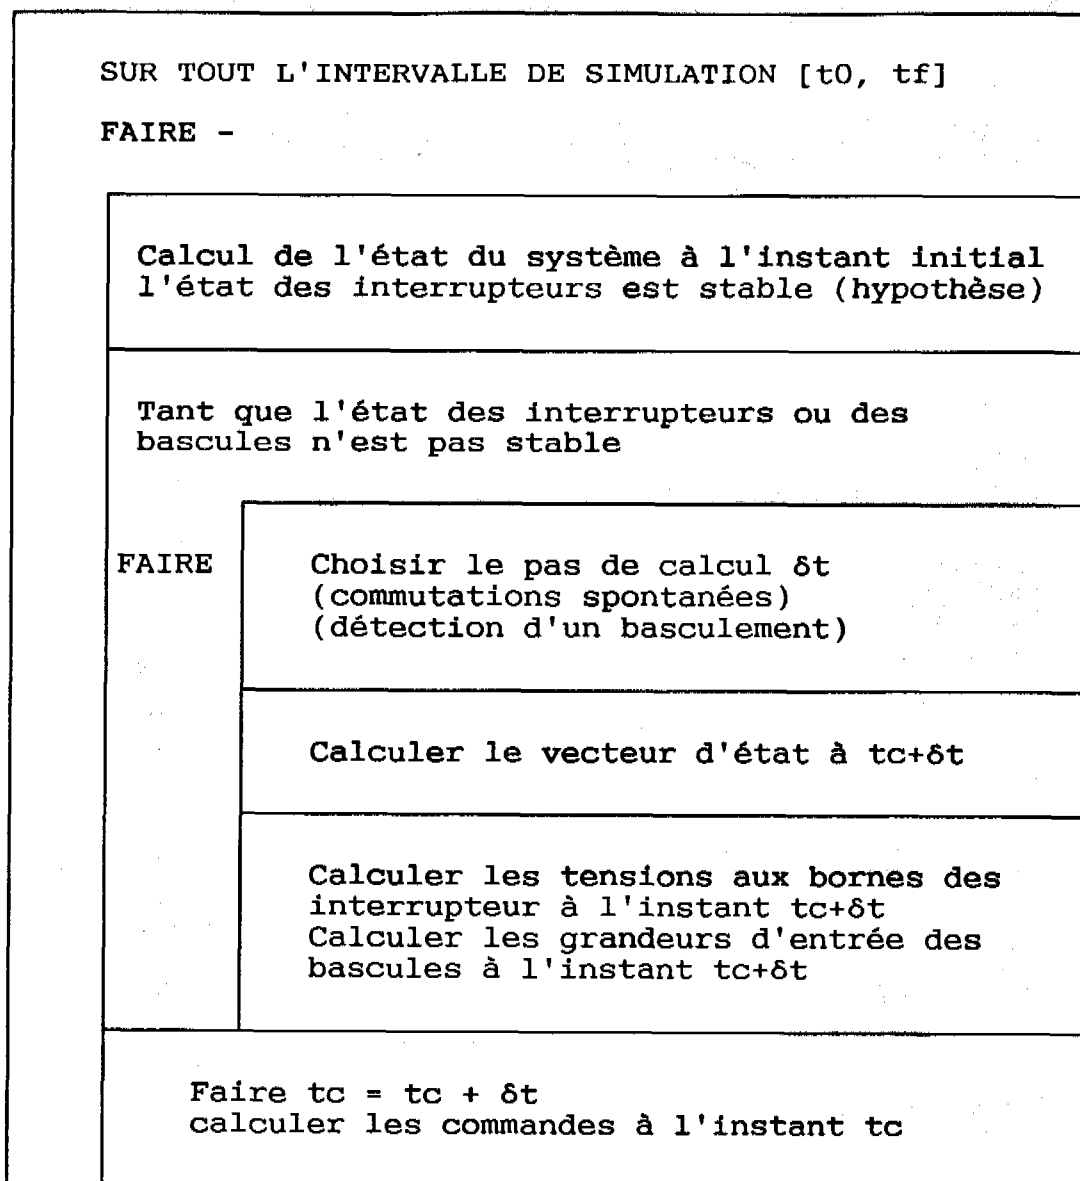 SUR TOUT L'INTERVALLE DE SIMULATION [t0, tf]
FAIRE -
Calcul de l'état du système à l'instant initial
l'état des interrupteurs est stable (hypothèse)
Tant que l'état des interrupteurs ou des
bascules n'est pas stable
FAIRE
Choisir le pas de calcul δt
(commutations spontanées)
(détection d'un basculement)
Calculer le vecteur d'état à tc+δt
Calculer les tensions aux bornes des
interrupteur à l'instant tc+δt
Calculer les grandeurs d'entrée des
bascules à l'instant tc+δt
Faire tc = tc + δt
calculer les commandes à l'instant tc